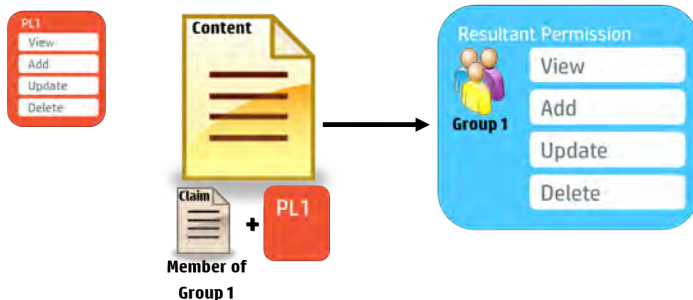 PL1
View
Add
Update
Delete
Content
Claim
+
PL1
Member of
Group 1
Resultant Permission
Group 1
View
Add
Update
Delete